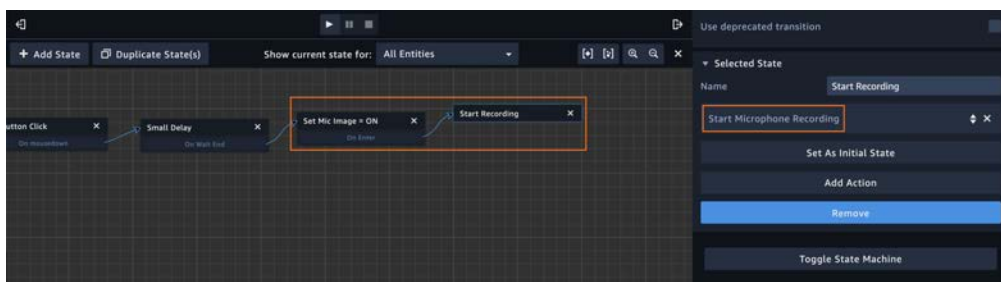 Use deprecated transition
+ Add State
Duplicate State(s)
Show current state for:
All Entities
Selected State
Name
Start Recording
utton Click
On mousedown
Small Delay
On Wait End
Set Mic Image = ON
On Enter
Start Recording
Start Microphone Recording
Set As Initial State
Add Action
Remove
Toggle State Machine